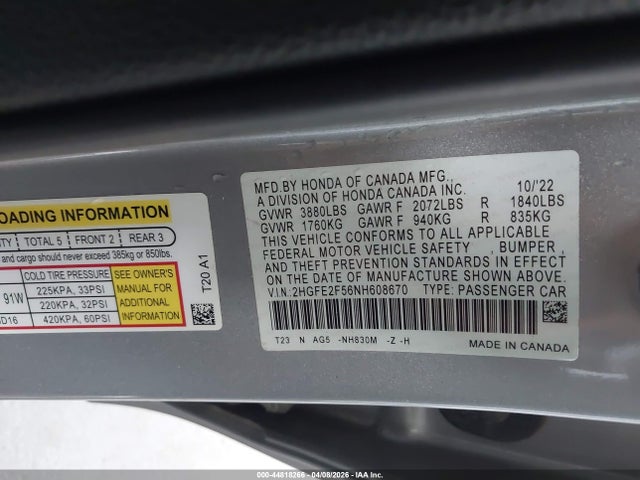 OADING INFORMATION
ITY TOTAL 5 FRONT 2 REAR 3
and cargo should never exceed 385kg or 850lbs.
COLD TIRE PRESSURE
SEE OWNER'S
MANUAL FOR
ADDITIONAL
INFORMATION
91W 225KPA, 33PSI
220KPA, 32PSI
D16 420KPA, 60PSI
T20 A1
MFD.BY HONDA OF CANADA MFG.,
A DIVISION OF HONDA CANADA INC. 10/'22
GVWR 3880LBS GAWR F 2072LBS R 1840LBS
GVWR 1760KG GAWR F 940KG R 835KG
THIS VEHICLE CONFORMS TO ALL APPLICABLE
FEDERAL MOTOR VEHICLE SAFETY , BUMPER ,
AND THEFT PREVENTION STANDARDS IN EFFECT
ON THE DATE OF MANUFACTURE SHOWN ABOVE.
V.I.N.:2HGFE2F56NH608670 TYPE: PASSENGER CAR
T23 N AG5 -NH830M -Z -H
MADE IN CANADA
000-44818266 - 04/08/2026 - IAA Inc.